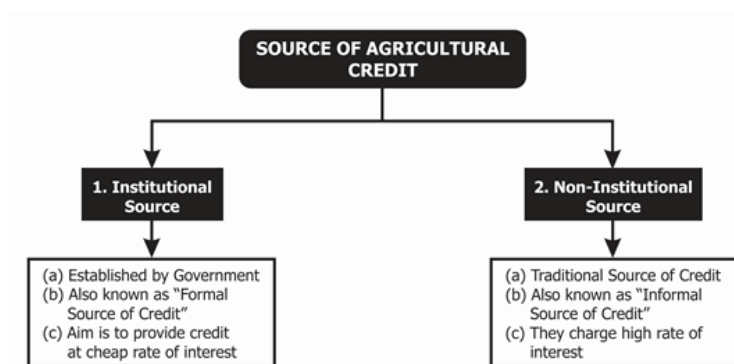 SOURCE OF AGRICULTURAL
CREDIT
1. Institutional
Source
2. Non-Institutional
Source
(a) Established by Government
(b) Also known as “Formal
Source of Credit”
(c) Aim is to provide credit
at cheap rate of interest
(a) Traditional Source of Credit
(b) Also known as “Informal
Source of Credit”
(c) They charge high rate of
interest